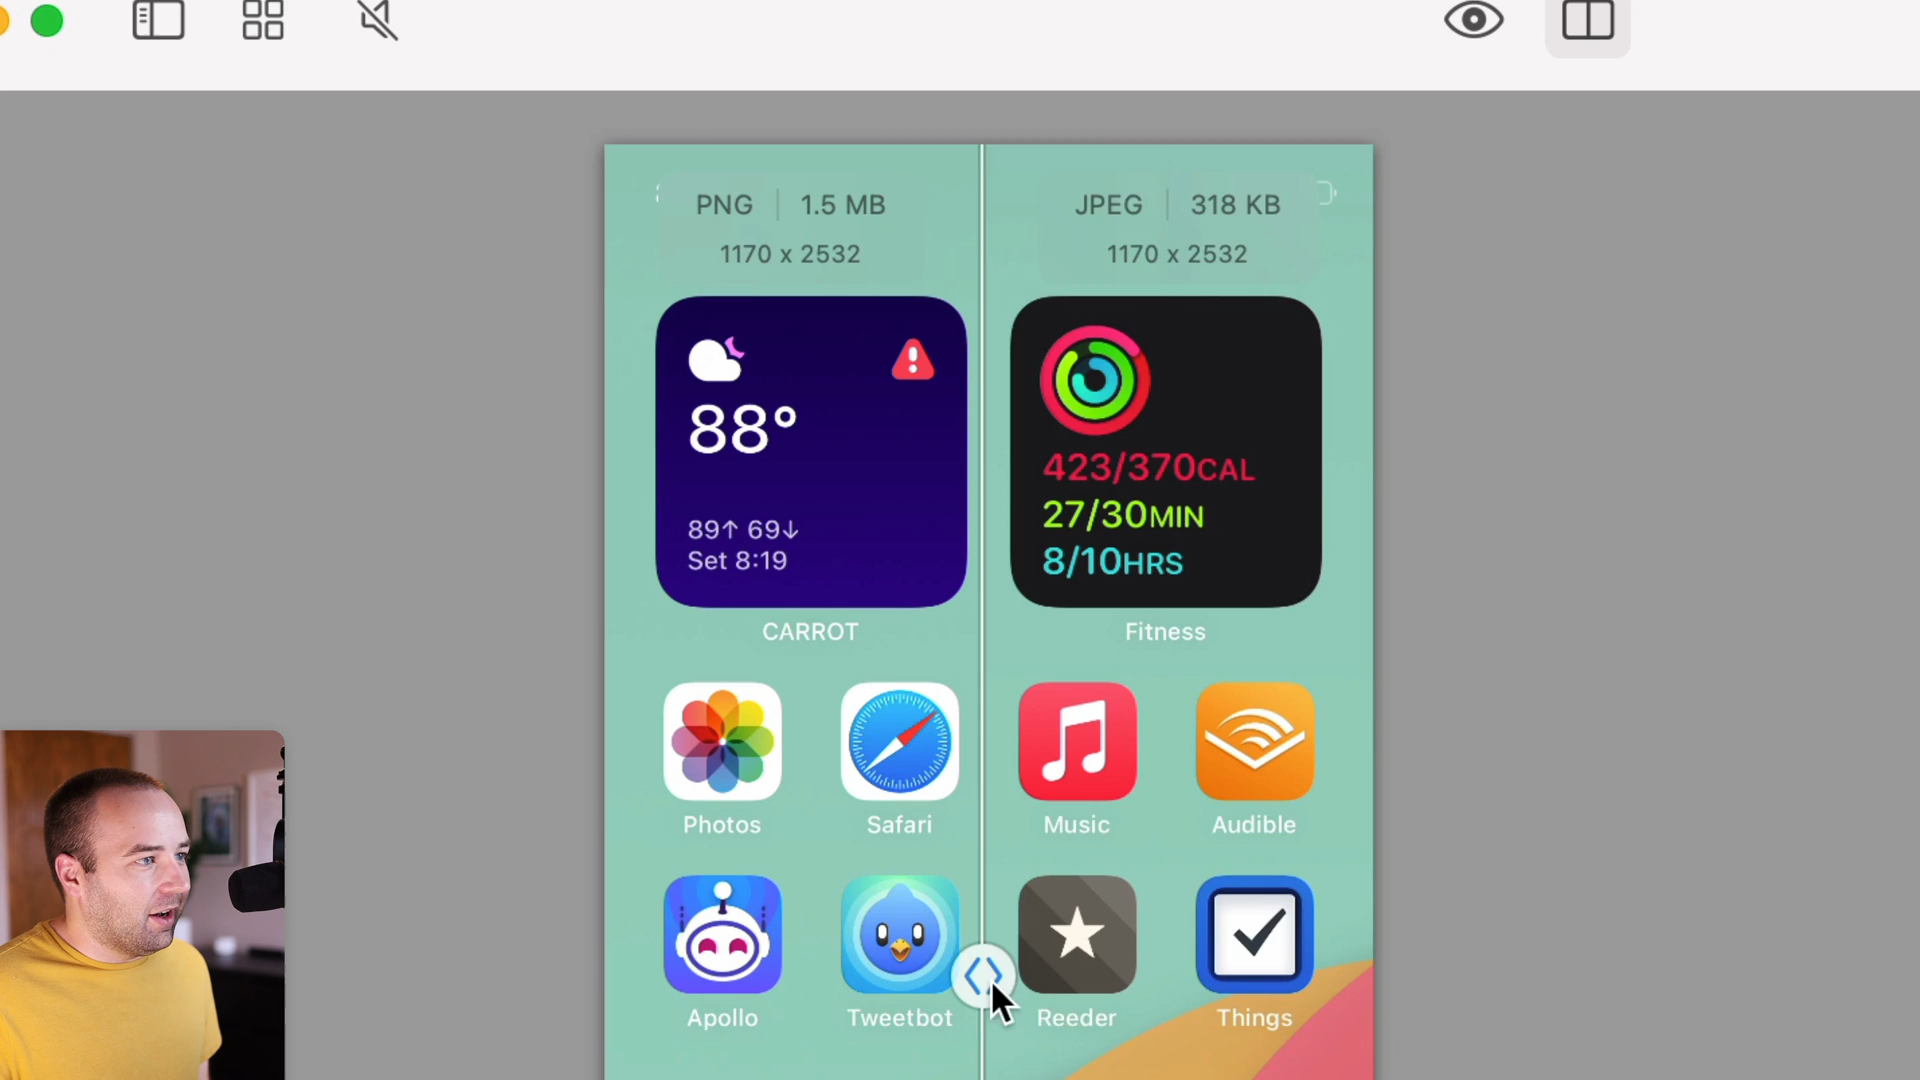 PNG | 1.5 MB
1170 x 2532
JPEG | 318 KB
1170 x 2532
88°
89↑ 69↓
Set 8:19
CARROT
423/370CAL
27/30MIN
8/10HRS
Fitness
Photos
Safari
Music
Audible
Apollo
Tweetbot
Reeder
Things